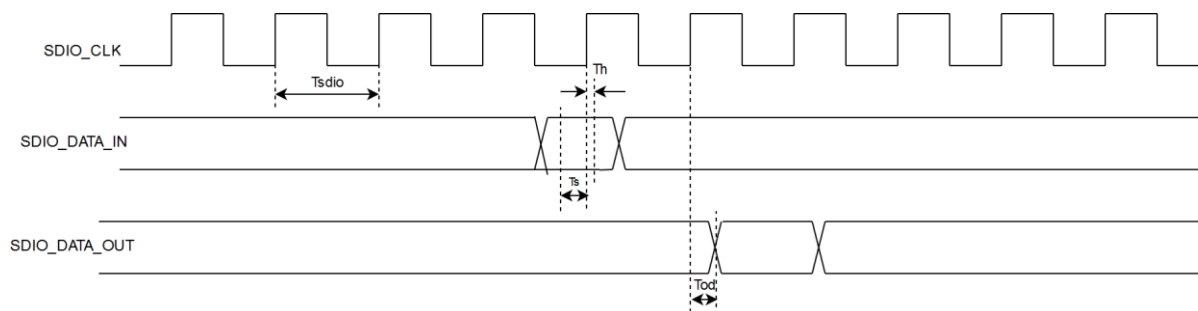 SDIO_CLK
Th
Tsdio
SDIO_DATA_IN
Ts
SDIO_DATA_OUT
Tod